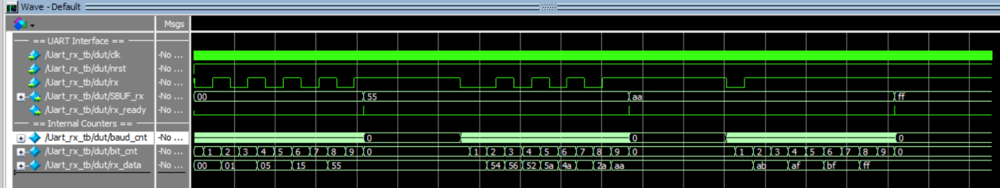 Wave - Default
Msgs
== UART Interface ==
/Uart_rx_tb/dut/clk -No ...
/Uart_rx_tb/dut/nrst -No ...
/Uart_rx_tb/dut/rx -No ...
/Uart_rx_tb/dut/SBUF_rx -No ... 00 55 aa ff
/Uart_rx_tb/dut/rx_ready -No ...
== Internal Counters ==
/Uart_rx_tb/dut/baud_cnt -No ... 0 0 0
/Uart_rx_tb/dut/bit_cnt -No ... 1 2 3 4 5 6 7 8 9 0 1 2 3 4 5 6 7 8 9 0 1 2 3 4 5 6 7 8 9 0
/Uart_rx_tb/dut/rx_data -No ... 00 01 05 15 55 54 56 52 5a 4a 2a aa ab af bf ff